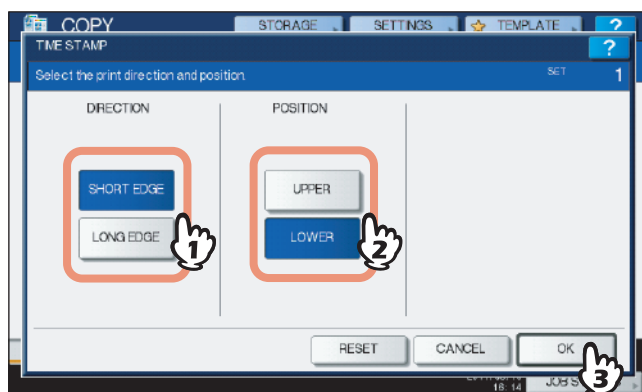 COPY STORAGE SETTINGS TEMPLATE ?
TIME STAMP ?
Select the print direction and position. SET 1
DIRECTION POSITION
SHORT EDGE UPPER
LONG EDGE LOWER
1 2
RESET CANCEL OK
3
16:14 JOB S